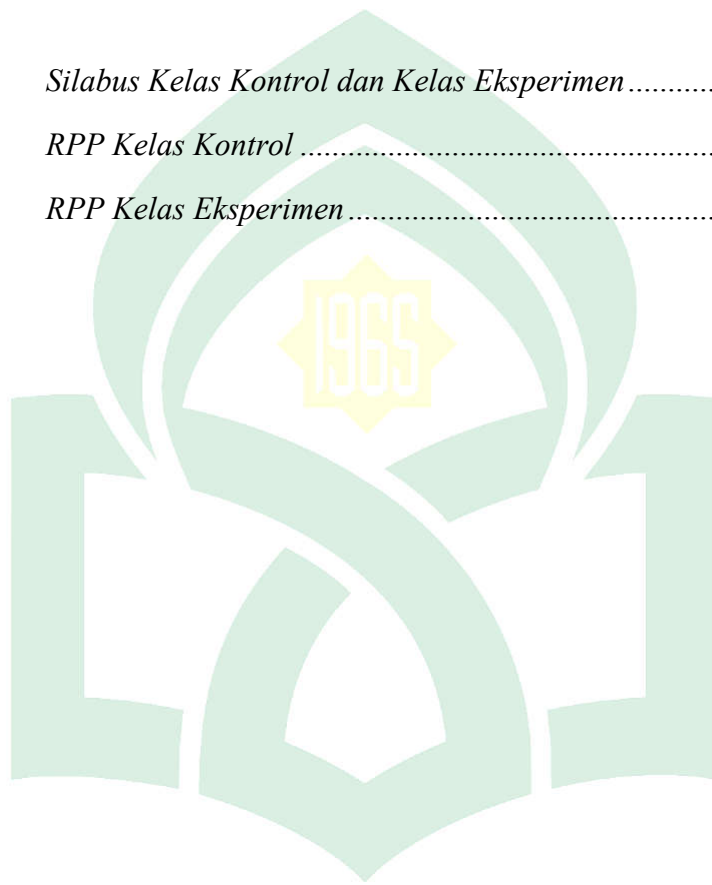 Silabus Kelas Kontrol dan Kelas Eksperimen...........
RPP Kelas Kontrol ....................................................
RPP Kelas Eksperimen..............................................
1965